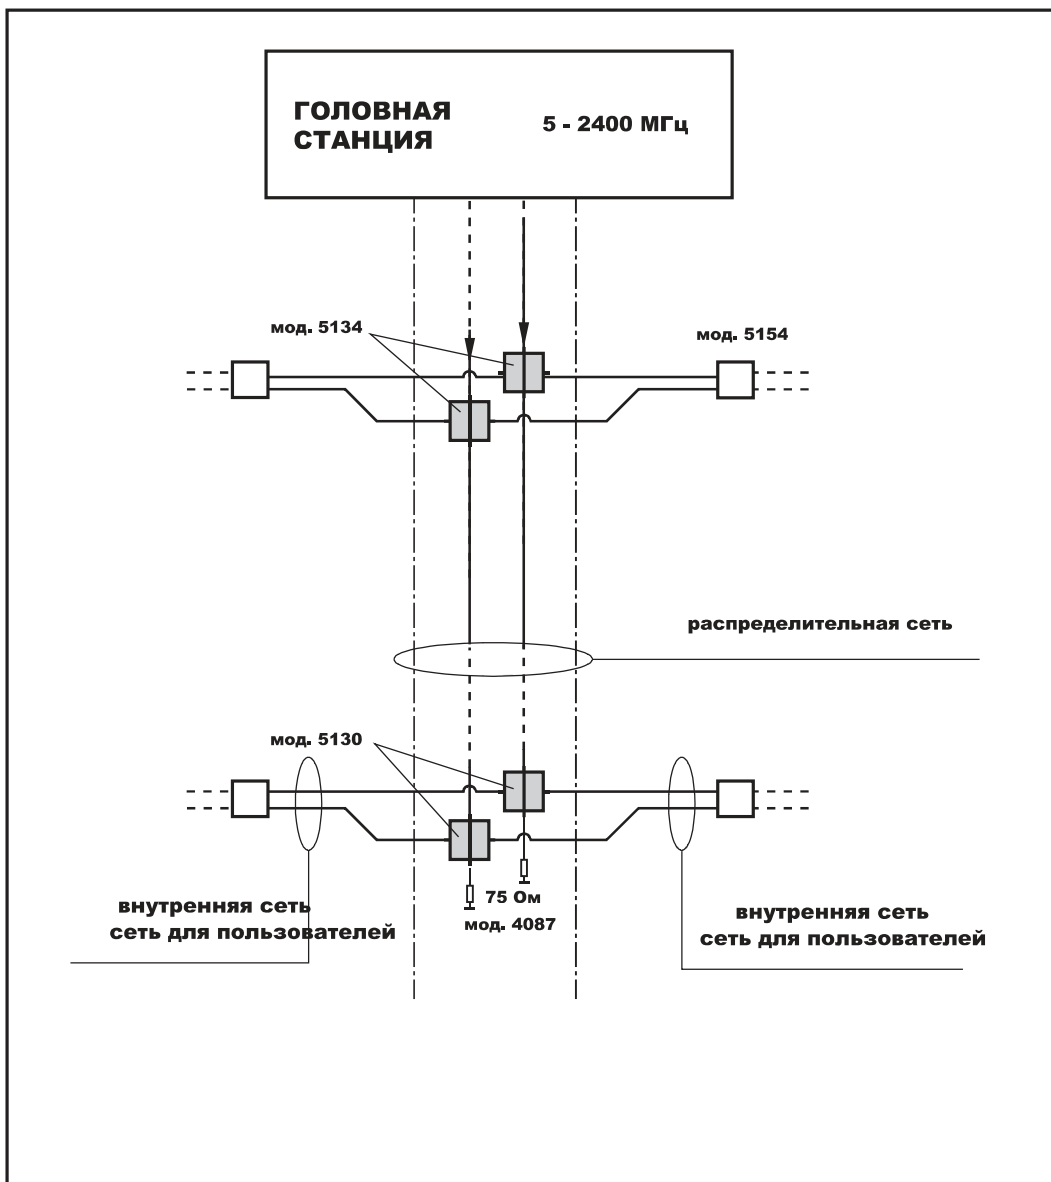 ГОЛОВНАЯ
СТАНЦИЯ
5 - 2400 МГц
мод. 5134
мод. 5154
распределительная сеть
мод. 5130
75 Ом
мод. 4087
внутренняя сеть
сеть для пользователей
внутренняя сеть
сеть для пользователей